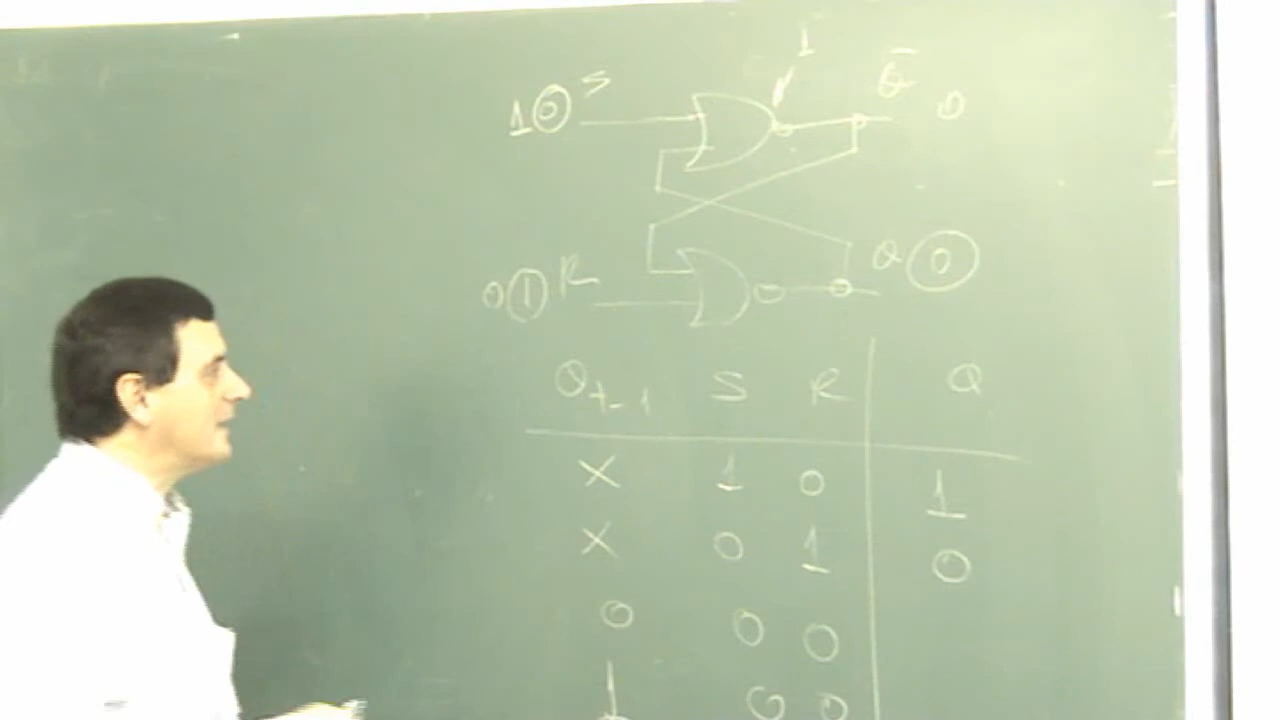 1
1 0 S Q̄ 0
0 1 R Q 0
Q t-1 S R Q
X 1 0 1
X 0 1 0
0 0 0
1 0 0